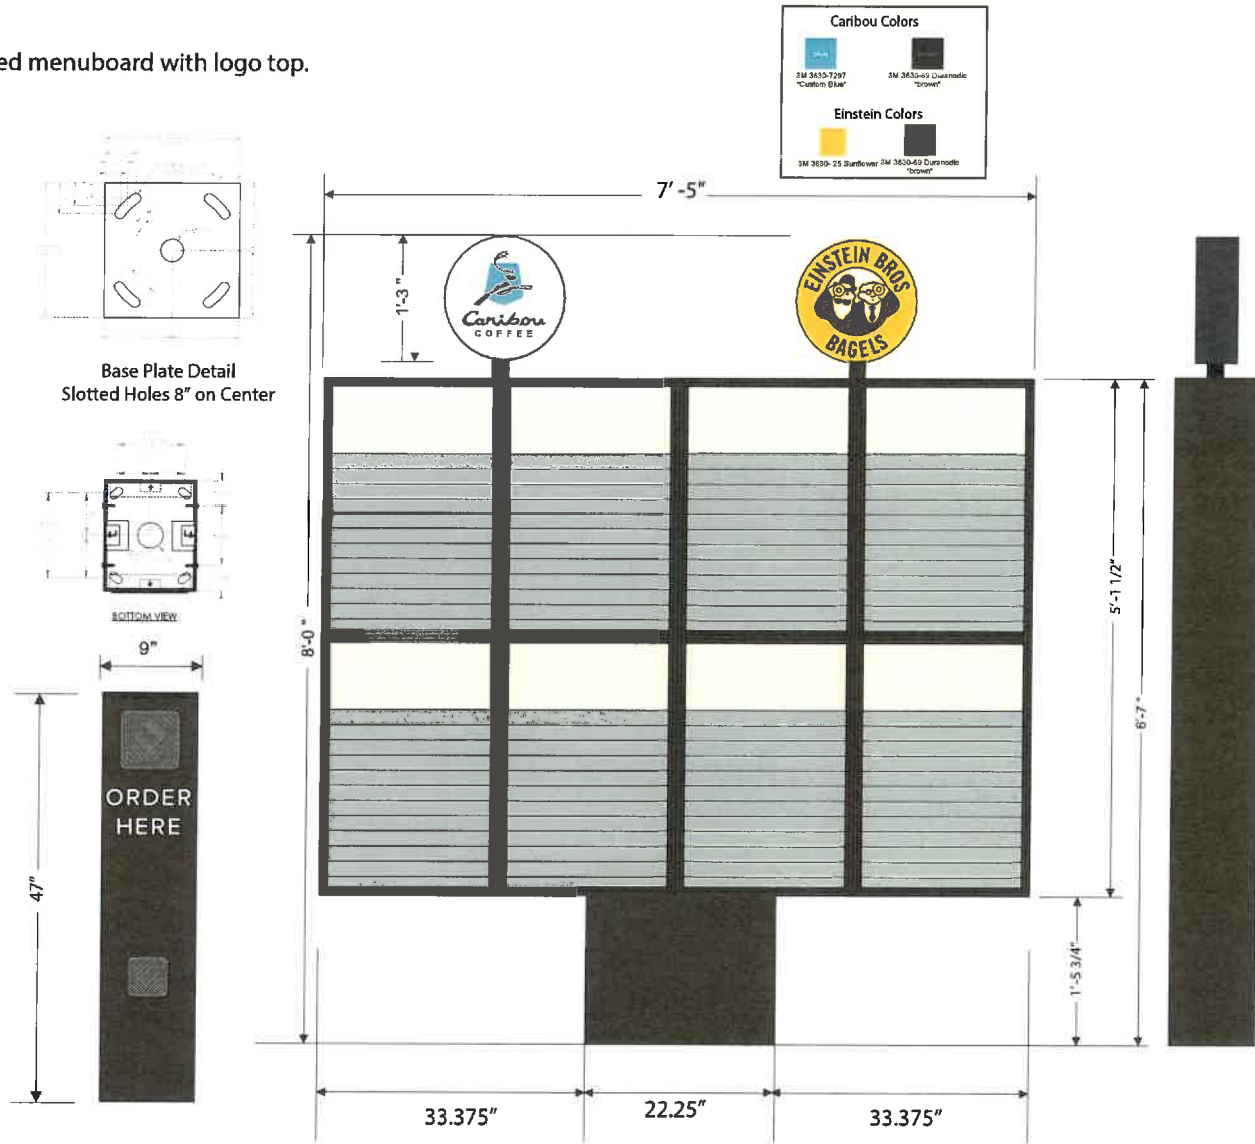 ed menuboard with logo top.
Caribou Colors
3M 3630-7297
"Custom Blue"
3M 3630-69 Duranodic
"brown"
Einstein Colors
3M 3630- 25 Sunflower
3M 3630-69 Duranodic
"brown"
7' -5"
1'-3 "
Caribou
COFFEE
EINSTEIN BROS
BAGELS
Base Plate Detail
Slotted Holes 8" on Center
BOTTOM VIEW
9"
47"
ORDER
HERE
8'-0 "
5'-1 1/2"
6'-7 "
1'-5 3/4"
33.375"
22.25"
33.375"